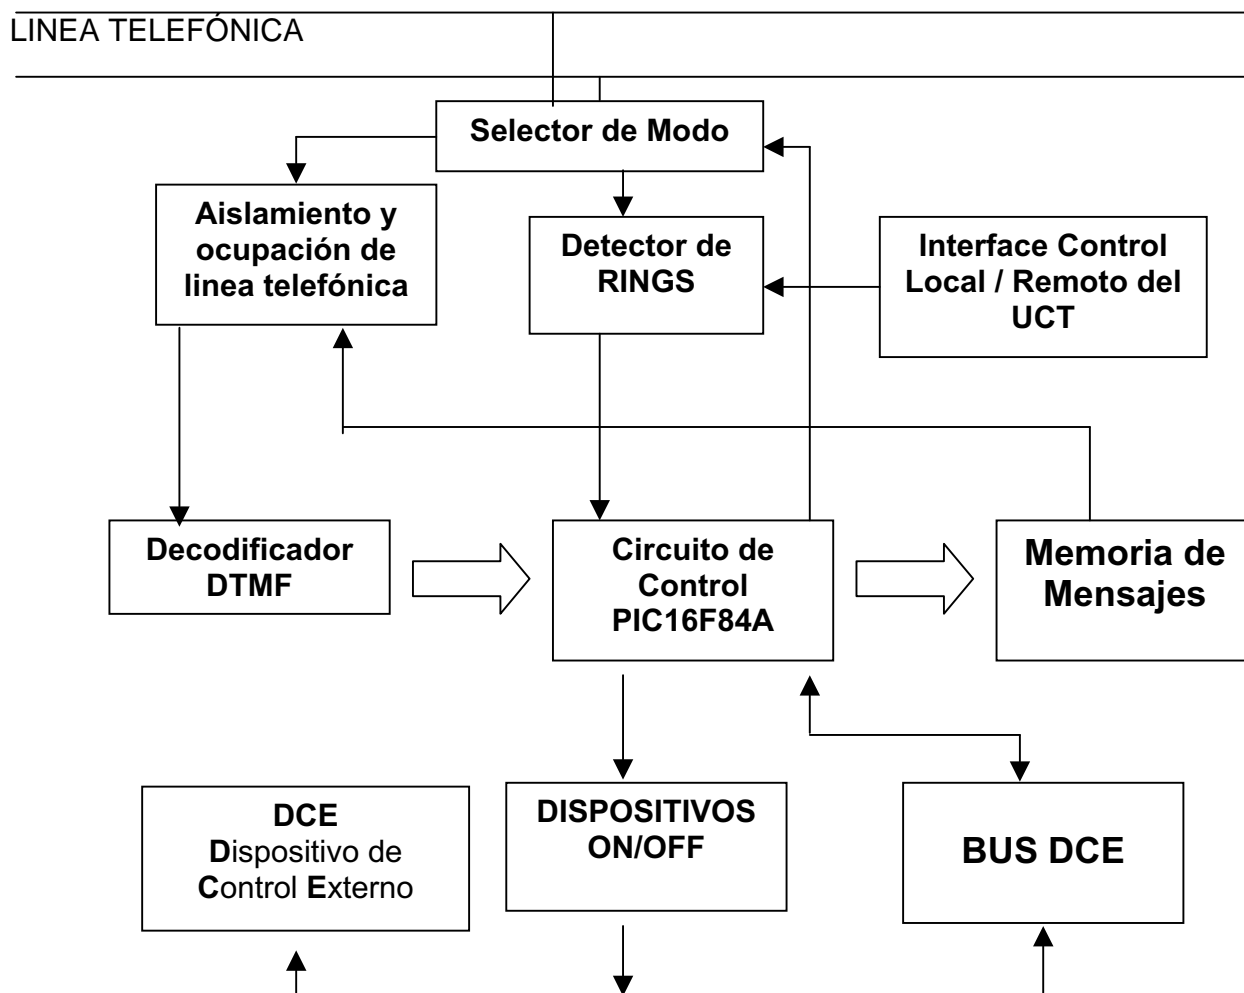 LINEA TELEFÓNICA
Selector de Modo
Aislamiento y
ocupación de
linea telefónica
Detector de
RINGS
Interface Control
Local / Remoto del
UCT
Decodificador
DTMF
Circuito de
Control
PIC16F84A
Memoria de
Mensajes
DCE
Dispositivo de
Control Externo
DISPOSITIVOS
ON/OFF
BUS DCE